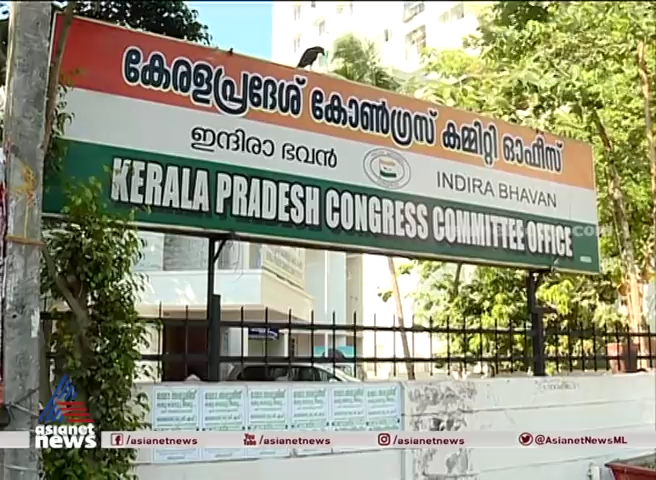 കേരളപ്രദേശ് കോൺഗ്രസ് കമ്മിറ്റി ഓഫീസ്
ഇന്ദിരാ ഭവൻ
INDIRA BHAVAN
KERALA PRADESH CONGRESS COMMITTEE OFFICE
asianet
news
/asianetnews
/asianetnews
/asianetnews
/asianetnews
@AsianetNewsML